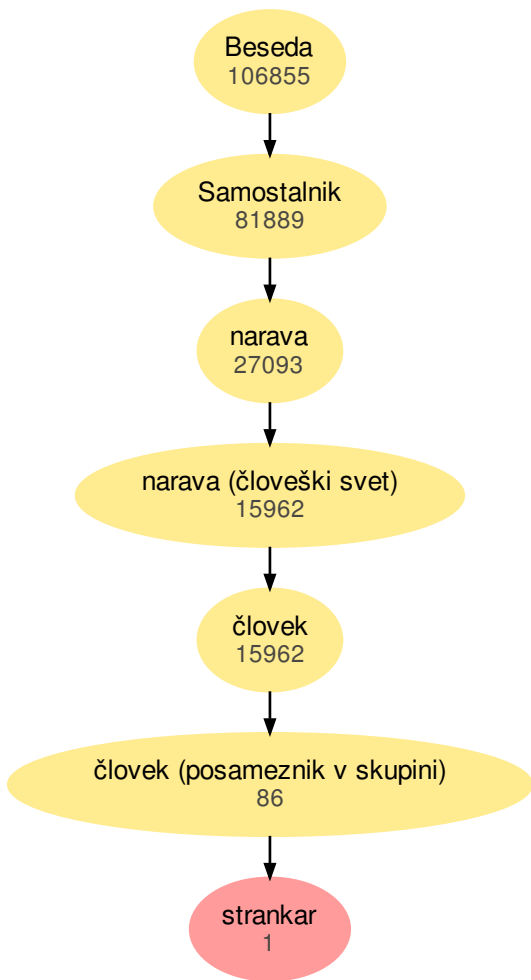 Beseda
106855
Samostalnik
81889
narava
27093
narava (človeški svet)
15962
človek
15962
človek (posameznik v skupini)
86
strankar
1